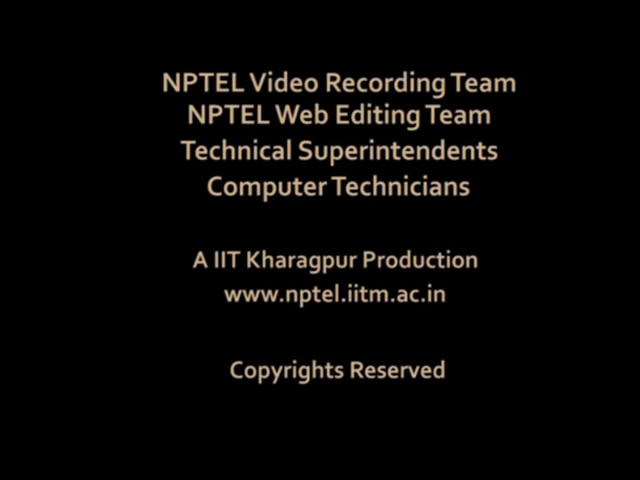 NPTEL Video Recording Team
NPTEL Web Editing Team
Technical Superintendents
Computer Technicians
A IIT Kharagpur Production
www.nptel.iitm.ac.in
Copyrights Reserved